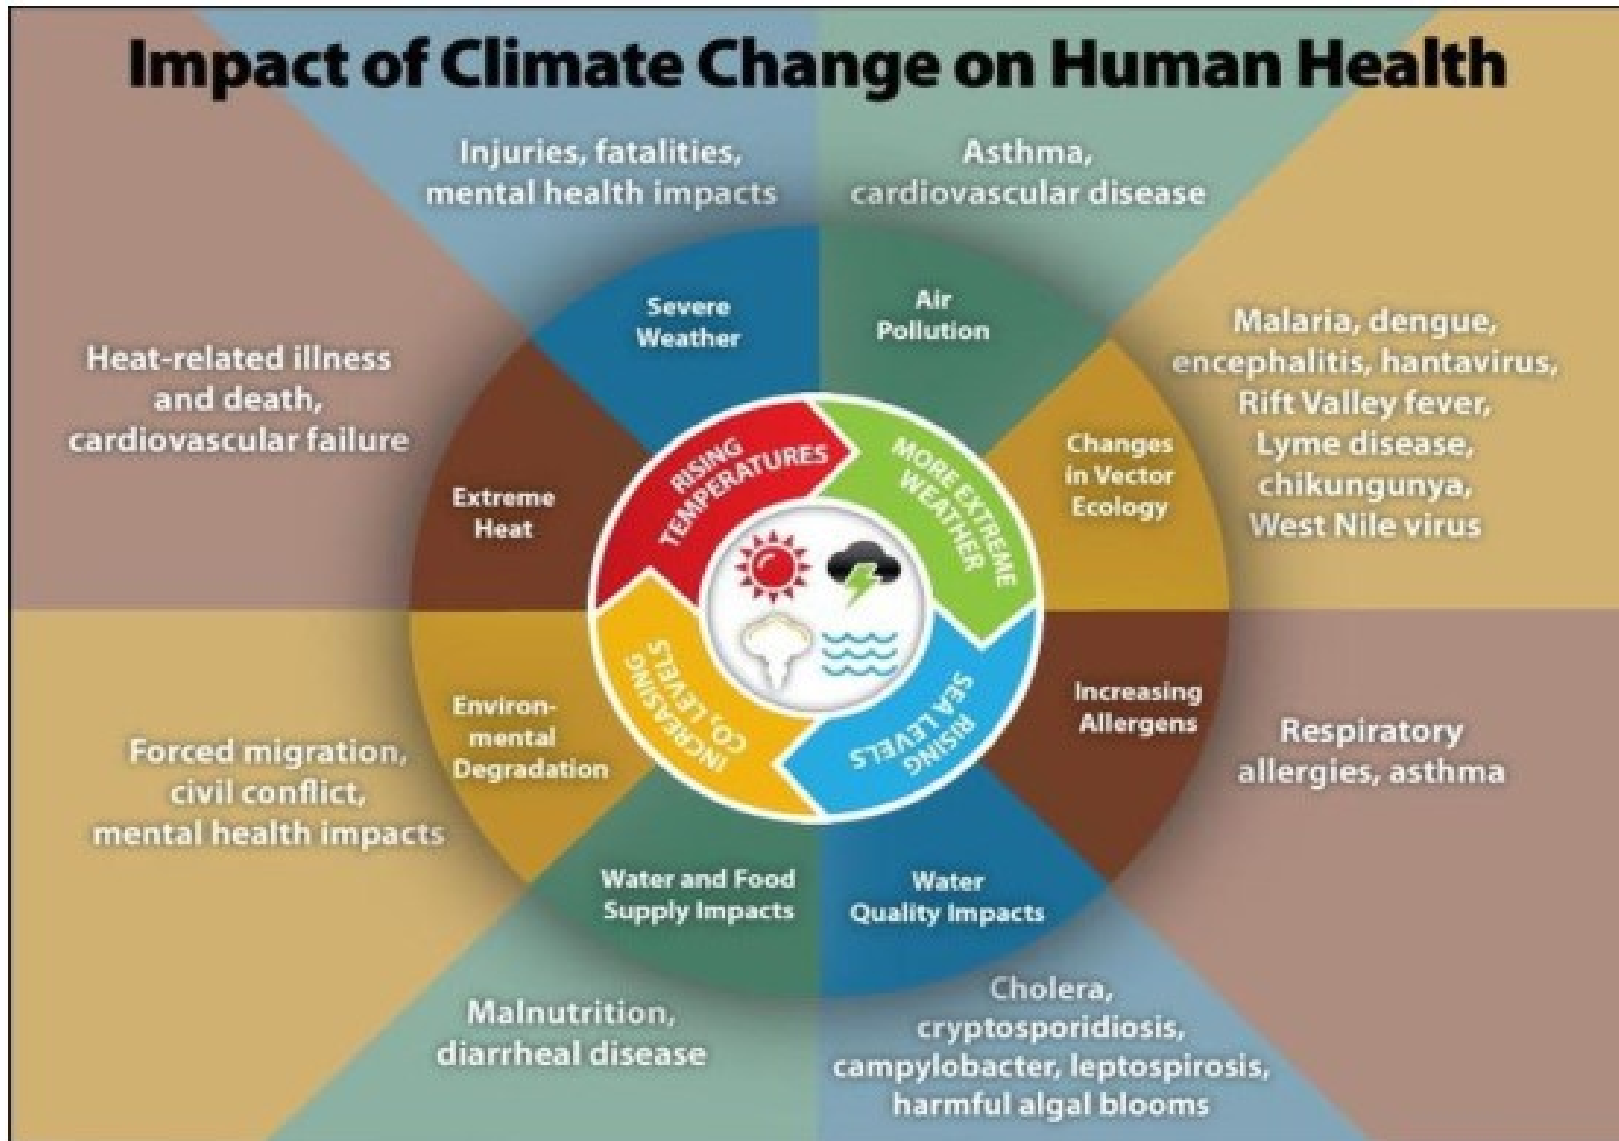 Impact of Climate Change on Human Health
Injuries, fatalities,
mental health impacts
Asthma,
cardiovascular disease
Severe
Weather
Air
Pollution
Heat-related illness
and death,
cardiovascular failure
Malaria, dengue,
encephalitis, hantavirus,
Rift Valley fever,
Lyme disease,
chikungunya,
West Nile virus
Extreme
Heat
Changes
in Vector
Ecology
RISING
TEMPERATURES
MORE EXTREME
WEATHER
INCREASING
CO₂ LEVELS
RISING
SEA LEVELS
Environ-
mental
Degradation
Increasing
Allergens
Forced migration,
civil conflict,
mental health impacts
Respiratory
allergies, asthma
Water and Food
Supply Impacts
Water
Quality Impacts
Malnutrition,
diarrheal disease
Cholera,
cryptosporidiosis,
campylobacter, leptospirosis,
harmful algal blooms